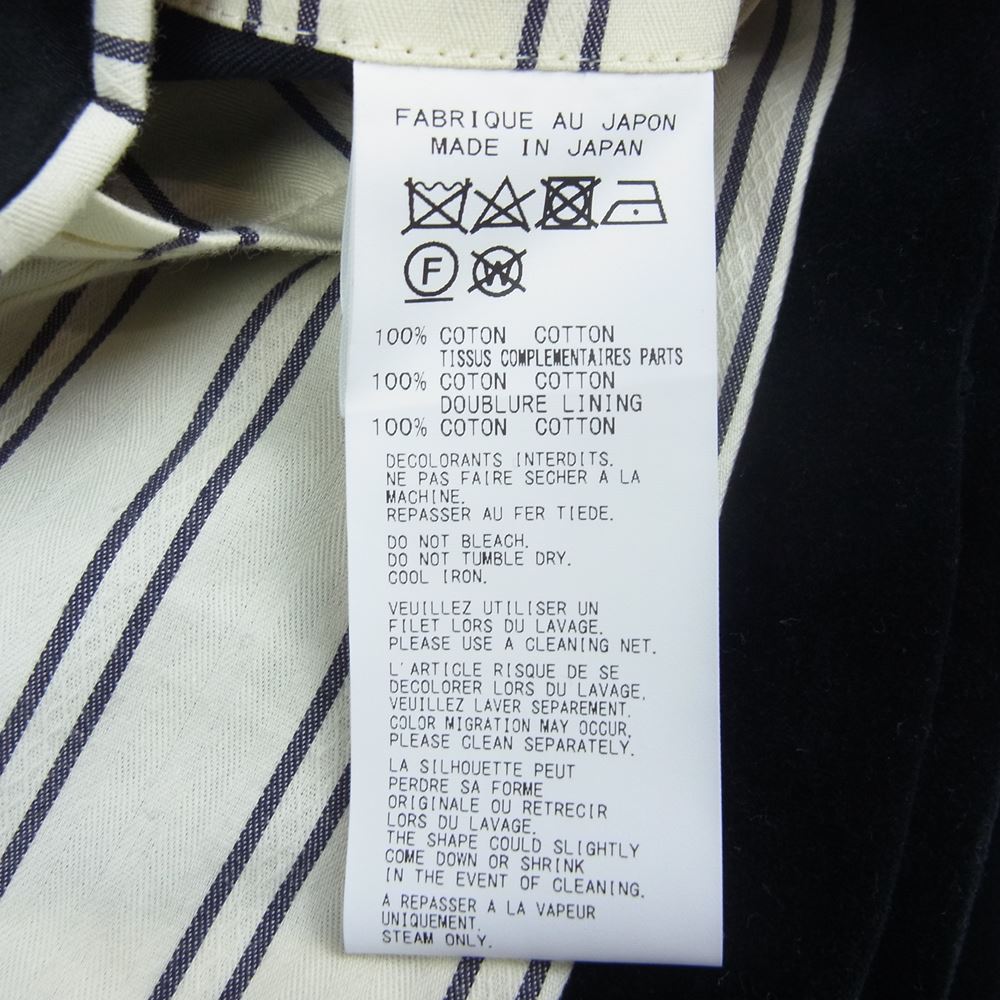 FABRIQUE AU JAPON
MADE IN JAPAN
F W
100% COTON COTTON
TISSUS COMPLEMENTAIRES PARTS
100% COTON COTTON
DOUBLURE LINING
100% COTON COTTON
DECOLORANTS INTERDITS.
NE PAS FAIRE SECHER A LA
MACHINE.
REPASSER AU FER TIEDE.
DO NOT BLEACH.
DO NOT TUMBLE DRY.
COOL IRON.
VEUILLEZ UTILISER UN
FILET LORS DU LAVAGE.
PLEASE USE A CLEANING NET.
L'ARTICLE RISQUE DE SE
DECOLORER LORS DU LAVAGE,
VEUILLEZ LAVER SEPAREMENT.
COLOR MIGRATION MAY OCCUR,
PLEASE CLEAN SEPARATELY.
LA SILHOUETTE PEUT
PERDRE SA FORME
ORIGINALE OU RETRECIR
LORS DU LAVAGE.
THE SHAPE COULD SLIGHTLY
COME DOWN OR SHRINK
IN THE EVENT OF CLEANING.
A REPASSER A LA VAPEUR
UNIQUEMENT.
STEAM ONLY.